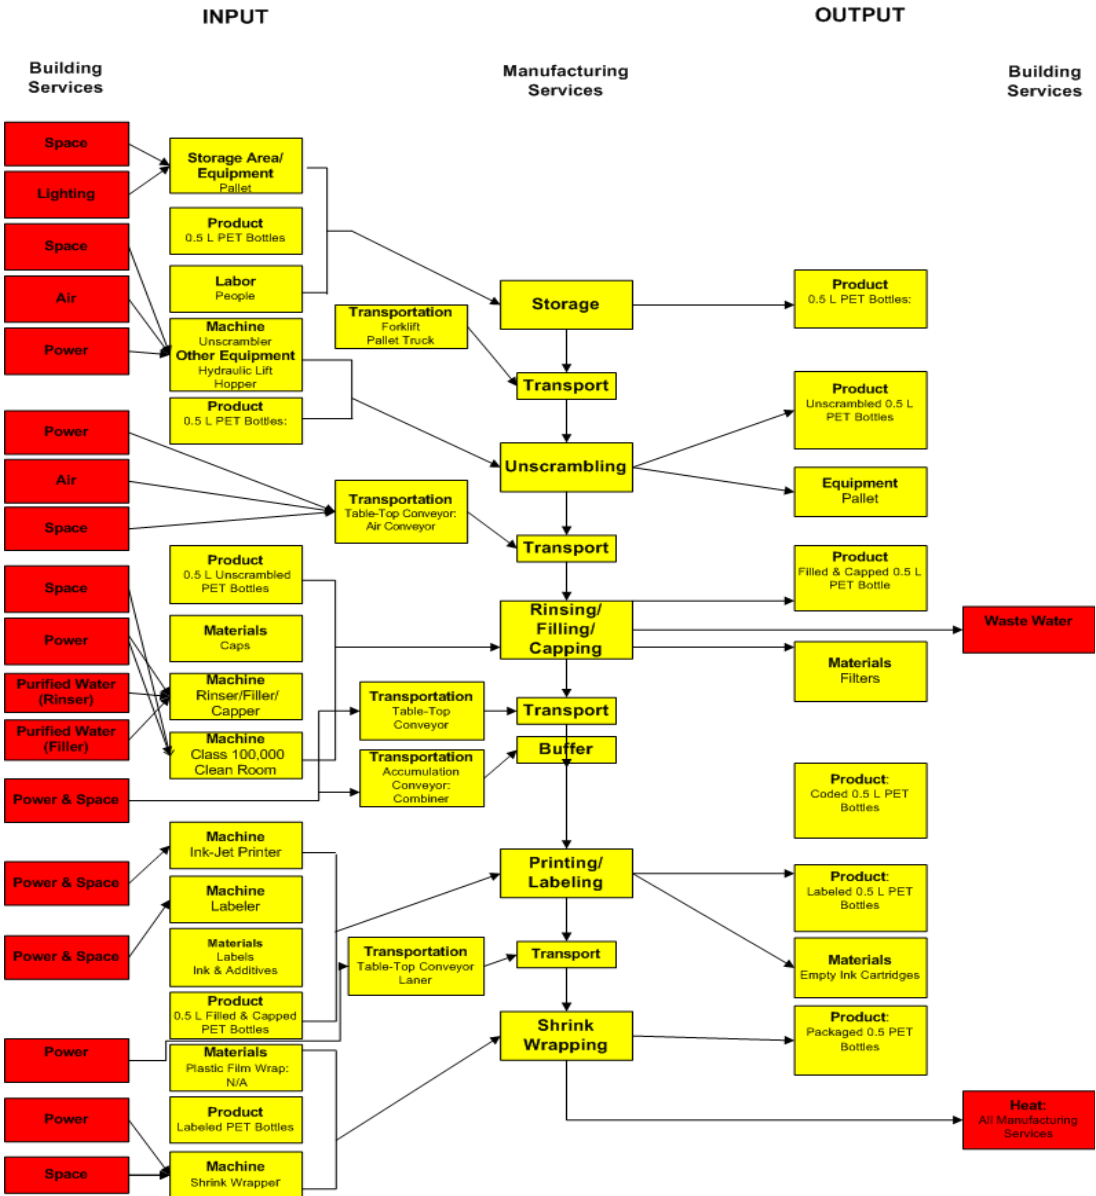 INPUT
OUTPUT
Building
Services
Manufacturing
Services
Building
Services
Space
Lighting
Space
Air
Power
Power
Air
Space
Space
Power
Purified Water
(Rinser)
Purified Water
(Filler)
Power & Space
Power & Space
Power & Space
Power
Power
Space
Storage Area/
Equipment
Pallet
Product
0.5 L PET Bottles
Labor
People
Machine
Unscrambler
Other Equipment
Hydraulic Lift
Hopper
Product
0.5 L PET Bottles:
Product
0.5 L Unscrambled
PET Bottles
Materials
Caps
Machine
Rinser/Filler/
Capper
Machine
Class 100,000
Clean Room
Machine
Ink-Jet Printer
Machine
Labeler
Materials
Labels
Ink & Additives
Product
0.5 L Filled & Capped
PET Bottles
Materials
Plastic Film Wrap:
N/A
Product
Labeled PET Bottles
Machine
Shrink Wrapper
Transportation
Forklift
Pallet Truck
Transportation
Table-Top Conveyor:
Air Conveyor
Transportation
Table-Top
Conveyor
Transportation
Accumulation
Conveyor:
Combiner
Transportation
Table-Top Conveyor
Laner
Storage
Transport
Unscrambling
Transport
Rinsing/
Filling/
Capping
Transport
Buffer
Printing/
Labeling
Transport
Shrink
Wrapping
Product
0.5 L PET Bottles:
Product
Unscrambled 0.5 L
PET Bottles
Equipment
Pallet
Product
Filled & Capped 0.5 L
PET Bottle
Materials
Filters
Product:
Coded 0.5 L PET
Bottles
Product:
Labeled 0.5 L PET
Bottles
Materials
Empty Ink Cartridges
Product:
Packaged 0.5 PET
Bottles
Waste Water
Heat:
All Manufacturing
Services